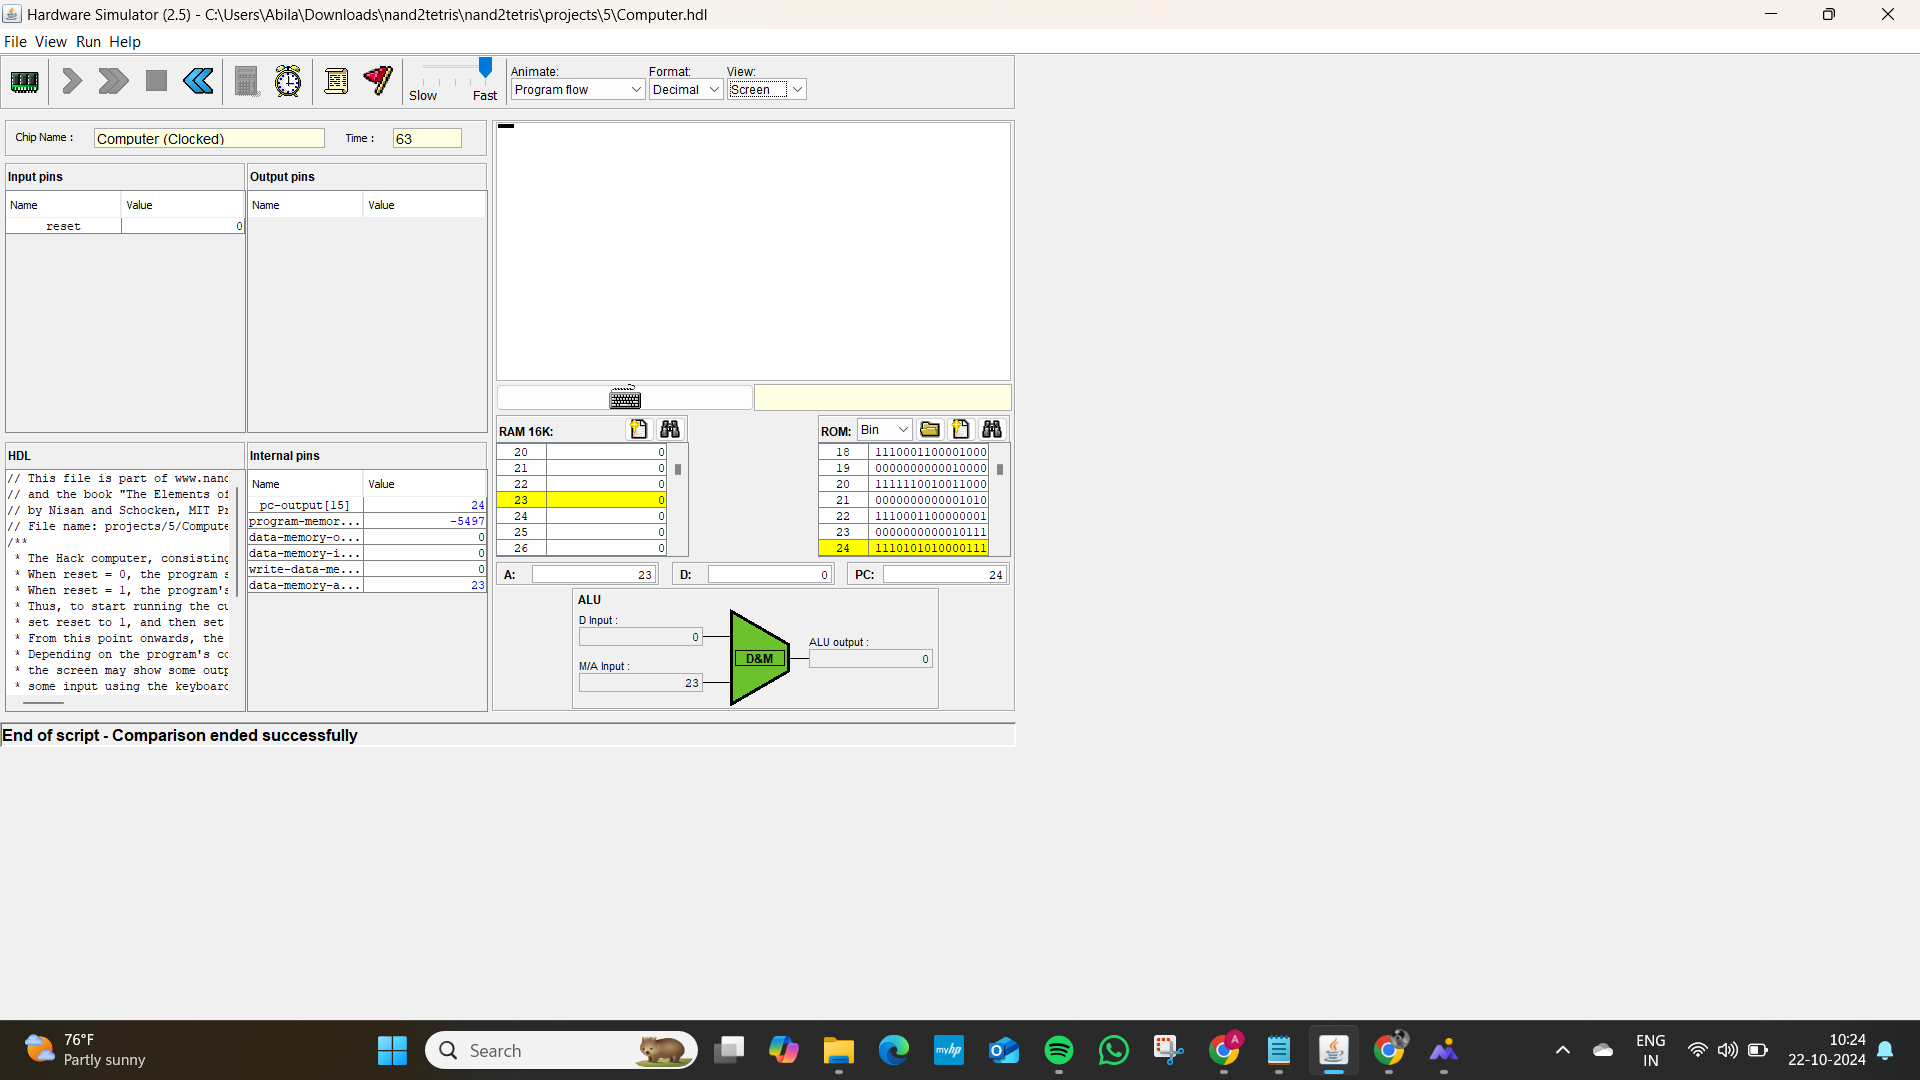 Hardware Simulator (2.5) - C:\Users\Abila\Downloads\nand2tetris\nand2tetris\projects\5\Computer.hdl
File View Run Help
Slow Fast
Animate: Format: View:
Program flow Decimal Screen
Chip Name : Computer (Clocked) Time : 63
Input pins
Name Value
reset 0
Output pins
Name Value
HDL
// This file is part of www.nand
// and the book "The Elements of
// by Nisan and Schocken, MIT Pr
// File name: projects/5/Compute
/**
* The Hack computer, consisting
* When reset = 0, the program s
* When reset = 1, the program's
* Thus, to start running the cu
* set reset to 1, and then set
* From this point onwards, the
* Depending on the program's co
* the screen may show some outp
* some input using the keyboard
Internal pins
Name Value
pc-output[15] 24
program-memor... -5497
data-memory-o... 0
data-memory-i... 0
write-data-me... 0
data-memory-a... 23
RAM 16K:
20 0
21 0
22 0
23 0
24 0
25 0
26 0
ROM: Bin
18 1110001100001000
19 0000000000010000
20 1111110010011000
21 0000000000001010
22 1110001100000001
23 0000000000010111
24 1110101010000111
A: 23 D: 0 PC: 24
ALU
D Input :
0
M/A Input :
23
D&M
ALU output :
0
End of script - Comparison ended successfully
76°F
Partly sunny
Search
myhp
A
ENG
IN
10:24
22-10-2024